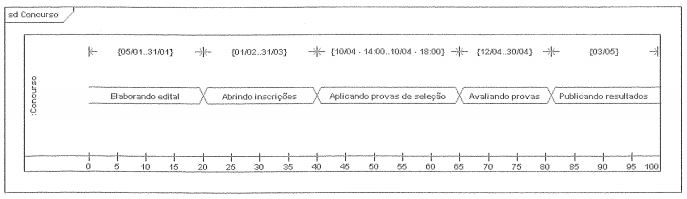 sd Concurso
{05/01..31/01} {01/02..31/03} {10/04 - 14:00..10/04 - 18:00} {12/04..30/04} {03/05}
:Concurso
Elaborando edital Abrindo inscrições Aplicando provas de seleção Avaliando provas Publicando resultados
0 5 10 15 20 25 30 35 40 45 50 55 60 65 70 75 80 85 90 95 100